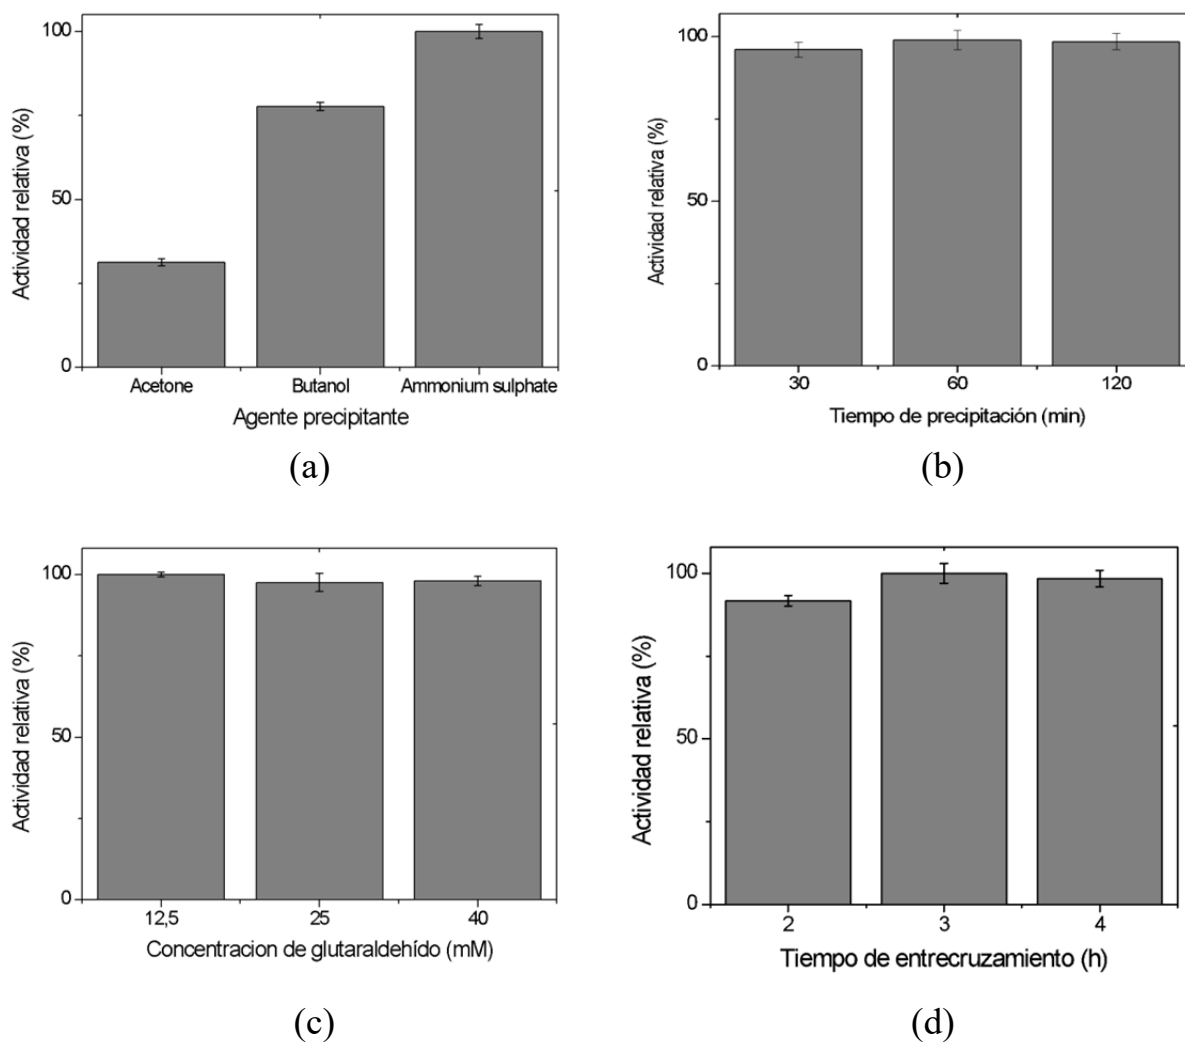 Actividad relativa (%)
100
50
0
Acetone Butanol Ammonium sulphate
Agente precipitante
(a)
Actividad relativa (%)
100
50
0
30 60 120
Tiempo de precipitación (min)
(b)
Actividad relativa (%)
100
50
0
12,5 25 40
Concentracion de glutaraldehído (mM)
(c)
Actividad relativa (%)
100
50
0
2 3 4
Tiempo de entrecruzamiento (h)
(d)